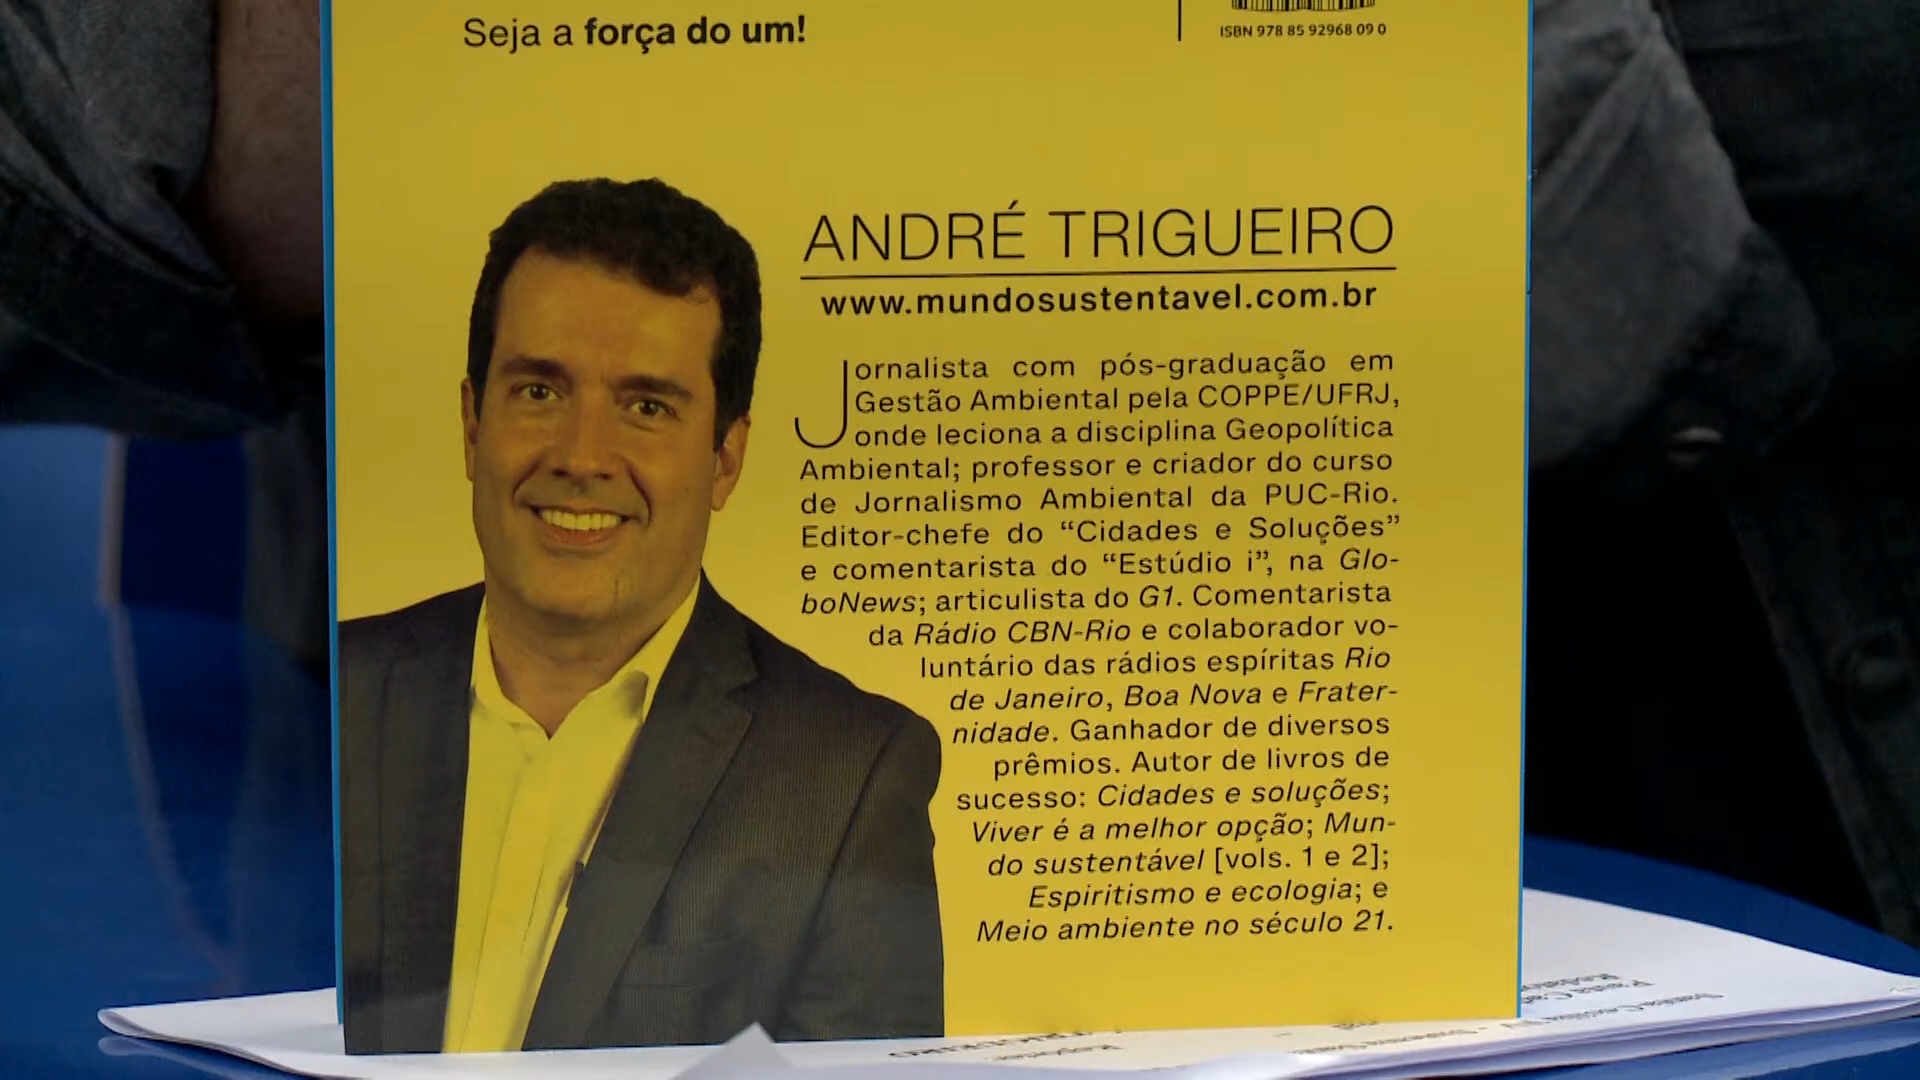 Seja a força do um!
ISBN 978 85 92968 09 0
ANDRÉ TRIGUEIRO
www.mundosustentavel.com.br
Jornalista com pós-graduação em
Gestão Ambiental pela COPPE/UFRJ,
onde leciona a disciplina Geopolítica
Ambiental; professor e criador do curso
de Jornalismo Ambiental da PUC-Rio.
Editor-chefe do “Cidades e Soluções”
e comentarista do “Estúdio i”, na Glo-
boNews; articulista do G1. Comentarista
da Rádio CBN-Rio e colaborador vo-
luntário das rádios espíritas Rio
de Janeiro, Boa Nova e Frater-
nidade. Ganhador de diversos
prêmios. Autor de livros de
sucesso: Cidades e soluções;
Viver é a melhor opção; Mun-
do sustentável [vols. 1 e 2];
Espiritismo e ecologia; e
Meio ambiente no século 21.